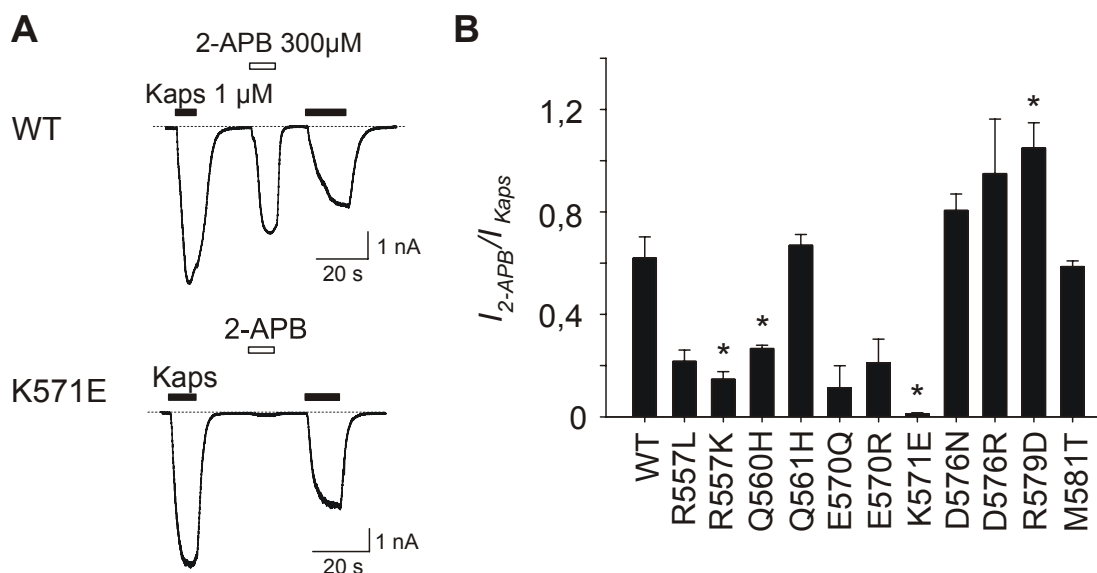 A
2-APB 300µM
Kaps 1 µM
WT
1 nA
20 s
2-APB
Kaps
K571E
1 nA
20 s
B
I2-APB/I Kaps
1,2
0,8
0,4
0
*
*
*
*
WT
R557L
R557K
Q560H
Q561H
E570Q
E570R
K571E
D576N
D576R
R579D
M581T